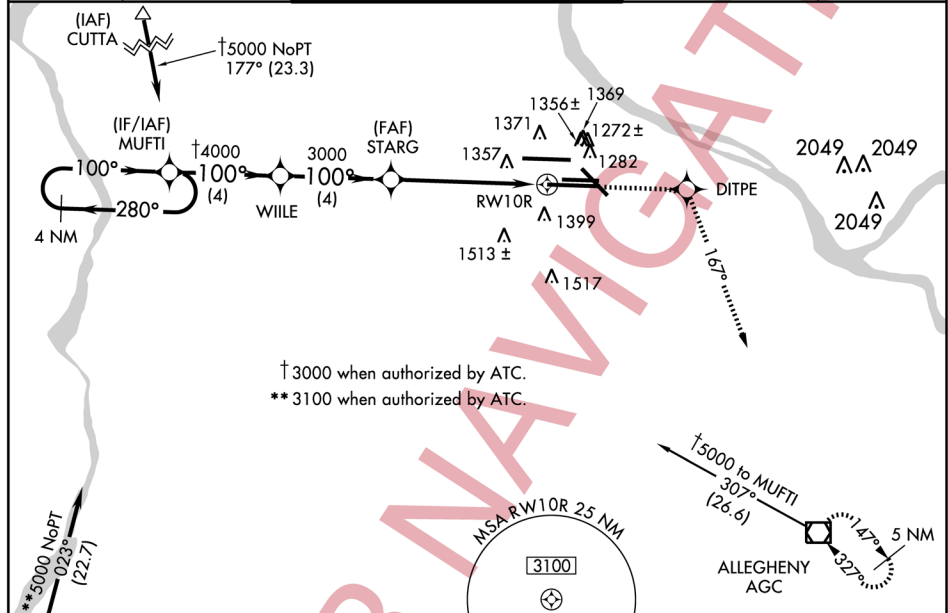 (IAF)
CUTTA
†5000 NoPT
177° (23.3)
(IF/IAF)
MUFTI
100°
280°
4 NM
†4000
100°
(4)
WIILE
3000
100°
(4)
(FAF)
STARG
1371
1356±
1369
1272±
1282
1357
RW10R
1399
1513 ±
1517
DITPE
167°
2049
2049
2049
†3000 when authorized by ATC.
**3100 when authorized by ATC.
**5000 NoPT
023°
(22.7)
MSA RW10R 25 NM
3100
†5000 to MUFTI
307°
(26.6)
ALLEGHENY
AGC
147°
327°
5 NM
NAVIGAT